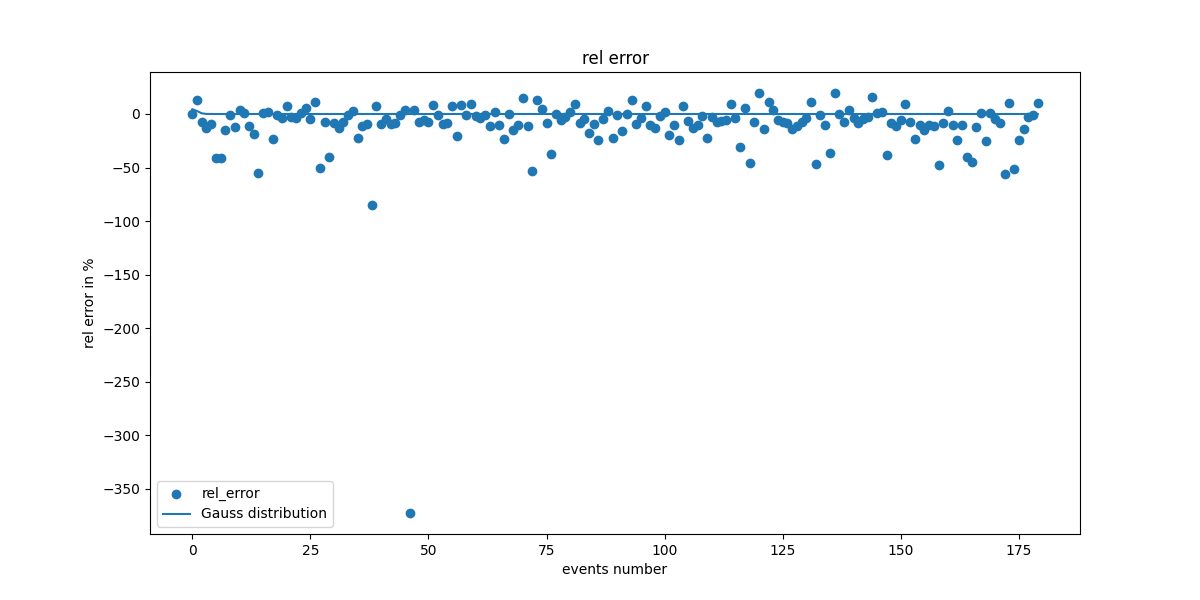 rel error
0
−50
−100
−150
−200
−250
−300
−350
rel error in %
rel_error
Gauss distribution
0 25 50 75 100 125 150 175
events number